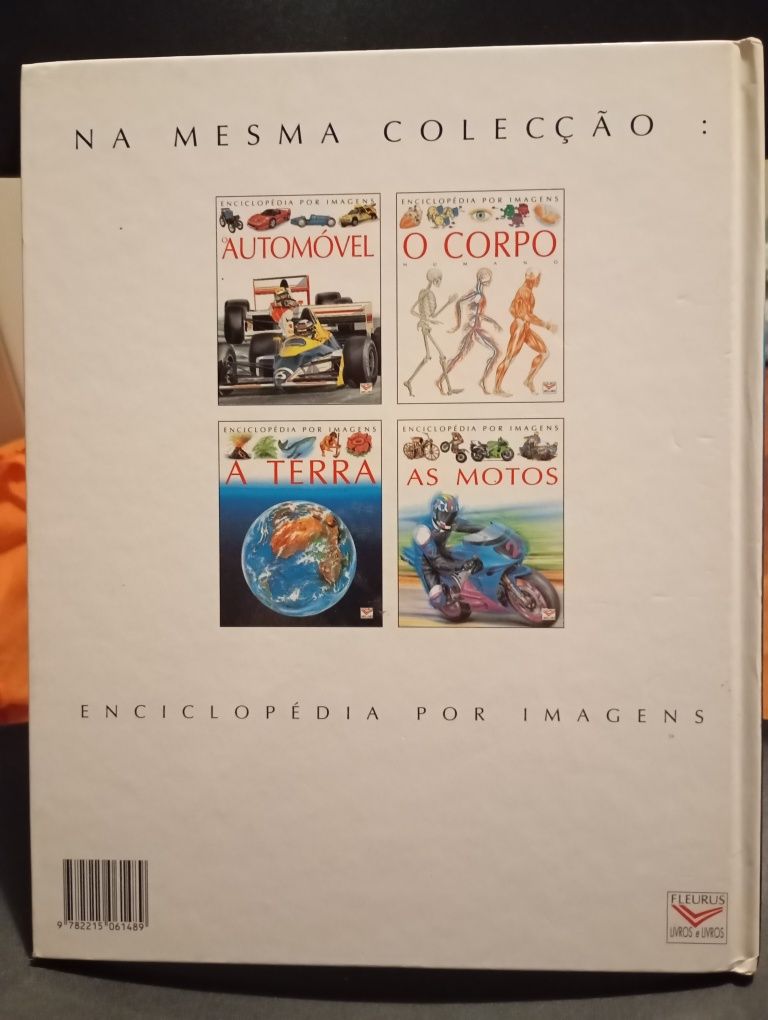 NA MESMA COLECÇÃO :
ENCICLOPÉDIA POR IMAGENS
O AUTOMÓVEL
ENCICLOPÉDIA POR IMAGENS
O CORPO
HUMANO
ENCICLOPÉDIA POR IMAGENS
A TERRA
ENCICLOPÉDIA POR IMAGENS
AS MOTOS
ENCICLOPÉDIA POR IMAGENS
9 782215 061489
FLEURUS
LIVROS e LIVROS